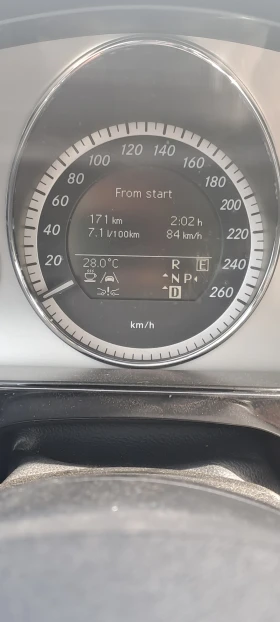 120 140
100 160
80 180
60 200
40 220
20 240
260
From start
171 km 2:02 h
7.1 l/100km 84 km/h
28.0°C R E
N P
D
km/h